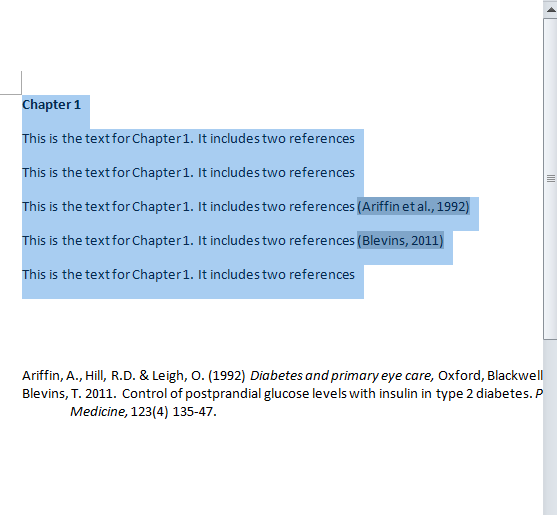 Chapter 1
This is the text for Chapter 1. It includes two references
This is the text for Chapter 1. It includes two references
This is the text for Chapter 1. It includes two references (Ariffin et al., 1992)
This is the text for Chapter 1. It includes two references (Blevins, 2011)
This is the text for Chapter 1. It includes two references
Ariffin, A., Hill, R.D. & Leigh, O. (1992) Diabetes and primary eye care, Oxford, Blackwell
Blevins, T. 2011. Control of postprandial glucose levels with insulin in type 2 diabetes. P
Medicine, 123(4) 135-47.